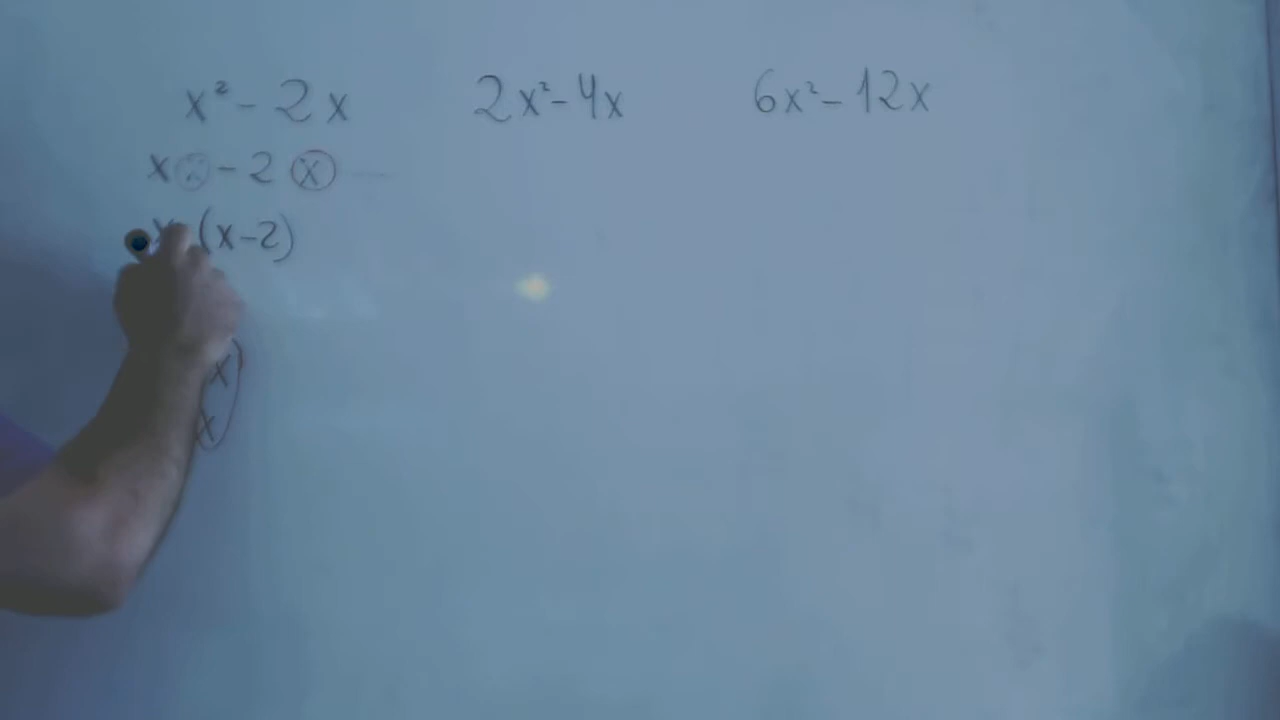 x² - 2x
x x - 2 x
x (x-2)
x
x
2x² - 4x
6x² - 12x